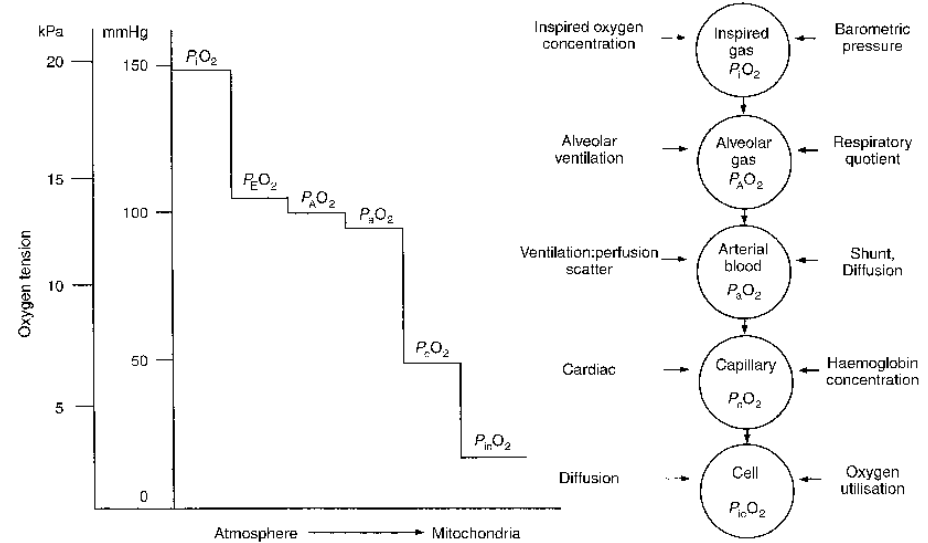 kPa
mmHg
20
15
10
5
150
100
50
0
Oxygen tension
PiO2
PEO2
PAO2
PaO2
PcO2
PicO2
Atmosphere
Mitochondria
Inspired oxygen
concentration
Inspired
gas
PiO2
Barometric
pressure
Alveolar
ventilation
Alveolar
gas
PAO2
Respiratory
quotient
Ventilation:perfusion
scatter
Arterial
blood
PaO2
Shunt,
Diffusion
Cardiac
Capillary
PcO2
Haemoglobin
concentration
Diffusion
Cell
PicO2
Oxygen
utilisation